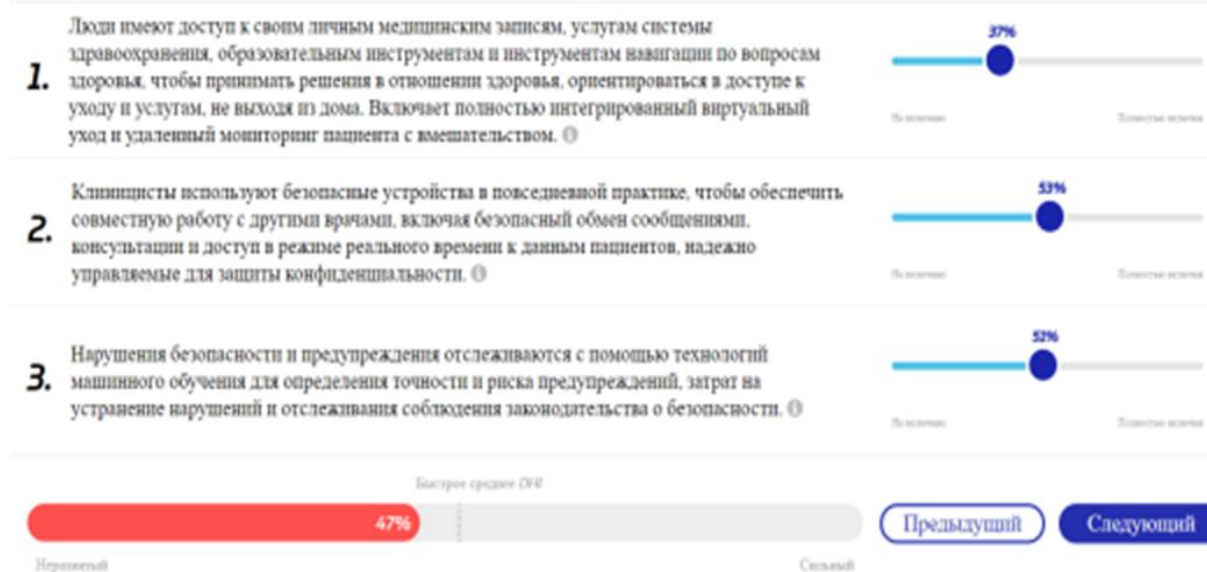 Люди имеют доступ к своим личным медицинским записям, услугам системы
37%
здравоохранения, образовательным инструментам и инструментам навигации по вопросам
1. здоровья, чтобы принимать решения в отношении здоровья, ориентироваться в доступе к
уходу и услугам, не выходя из дома. Включает полностью интегрированный виртуальный
уход и удаленный мониторинг пациента с вмешательством.
Клиницисты используют безопасные устройства в повседневной практике, чтобы обеспечить
53%
2. совместную работу с другими врачами, включая безопасный обмен сообщениями,
консультации и доступ в режиме реального времени к данным пациентов, надежно
управляемые для защиты конфиденциальности.
52%
Нарушения безопасности и предупреждения отслеживаются с помощью технологий
3. машинного обучения для определения точности и риска предупреждений, затрат на
устранение нарушений и отслеживания соблюдения законодательства о безопасности.
Быстрое среднее DHI
47%
Предыдущий
Следующий
Неразвитый
Сильный